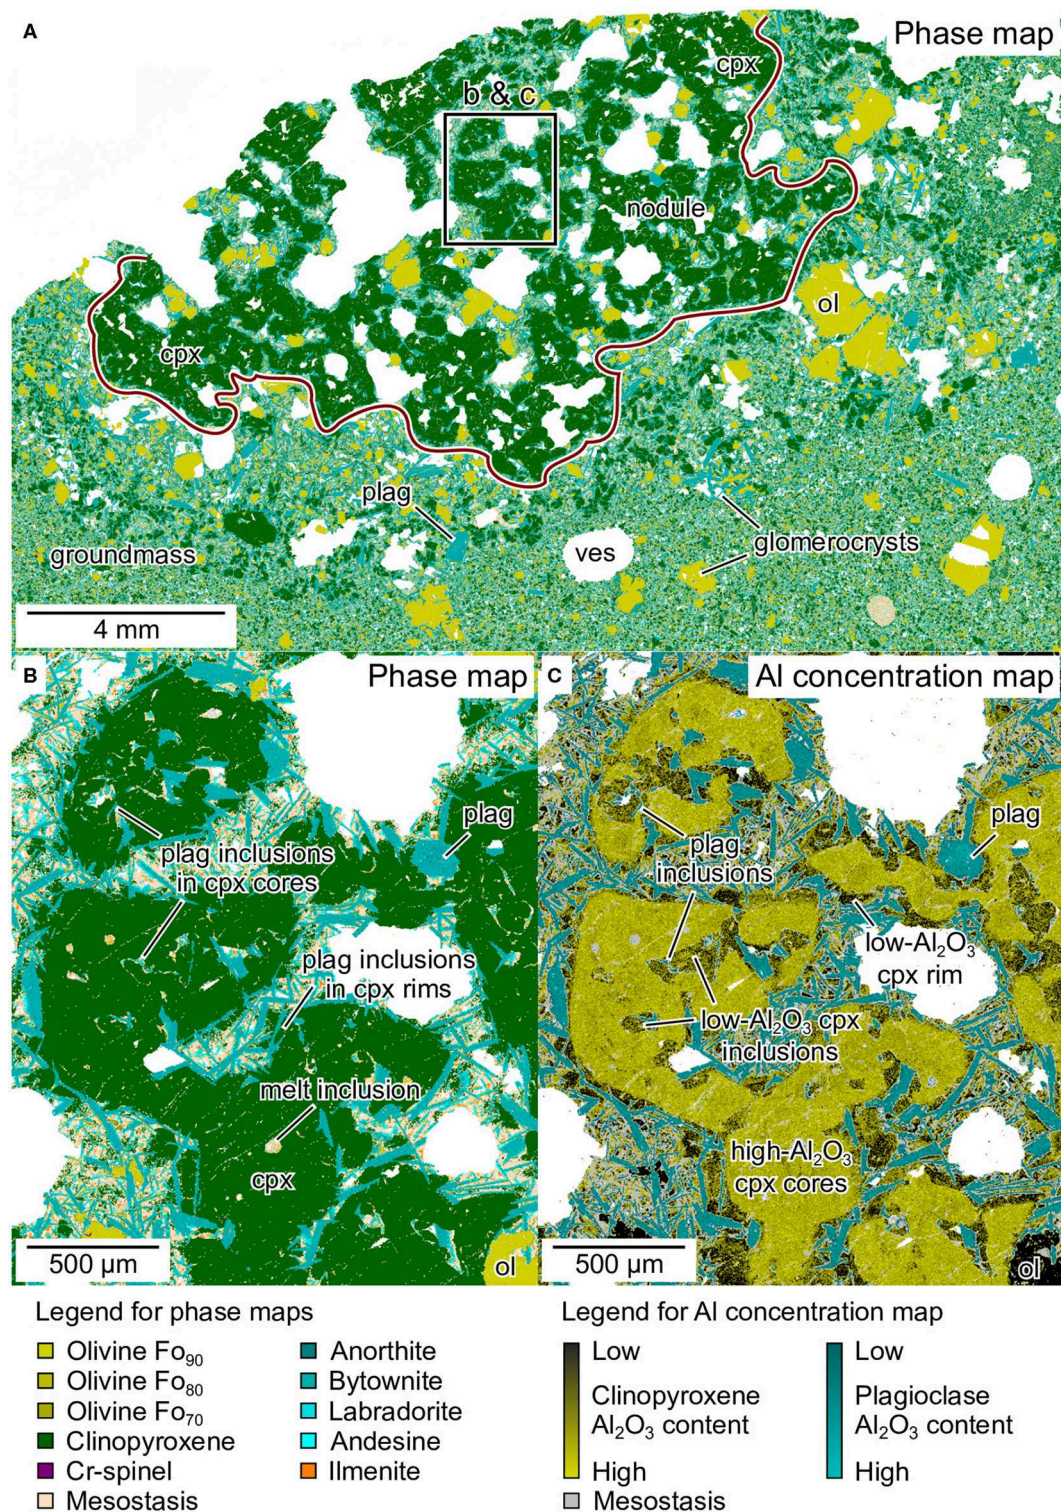 A
Phase map
cpx
b & c
nodule
ol
cpx
plag
glomerocrysts
groundmass
ves
4 mm
B
Phase map
plag
plag inclusions
in cpx cores
plag inclusions
in cpx rims
melt inclusion
cpx
500 µm
ol
C
Al concentration map
plag
plag
inclusions
low-Al₂O₃
cpx rim
low-Al₂O₃ cpx
inclusions
high-Al₂O₃
cpx cores
500 µm
ol
Legend for phase maps
Olivine Fo₉₀
Olivine Fo₈₀
Olivine Fo₇₀
Clinopyroxene
Cr-spinel
Mesostasis
Anorthite
Bytownite
Labradorite
Andesine
Ilmenite
Legend for Al concentration map
Low
Clinopyroxene
Al₂O₃ content
High
Mesostasis
Low
Plagioclase
Al₂O₃ content
High